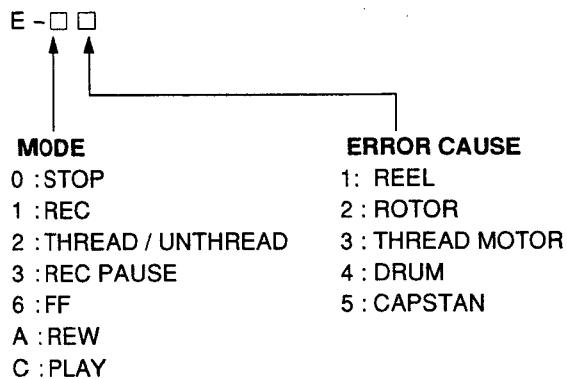 E - □ □
MODE
0 : STOP
1 : REC
2 : THREAD / UNTHREAD
3 : REC PAUSE
6 : FF
A : REW
C : PLAY
ERROR CAUSE
1: REEL
2 : ROTOR
3 : THREAD MOTOR
4 : DRUM
5 : CAPSTAN